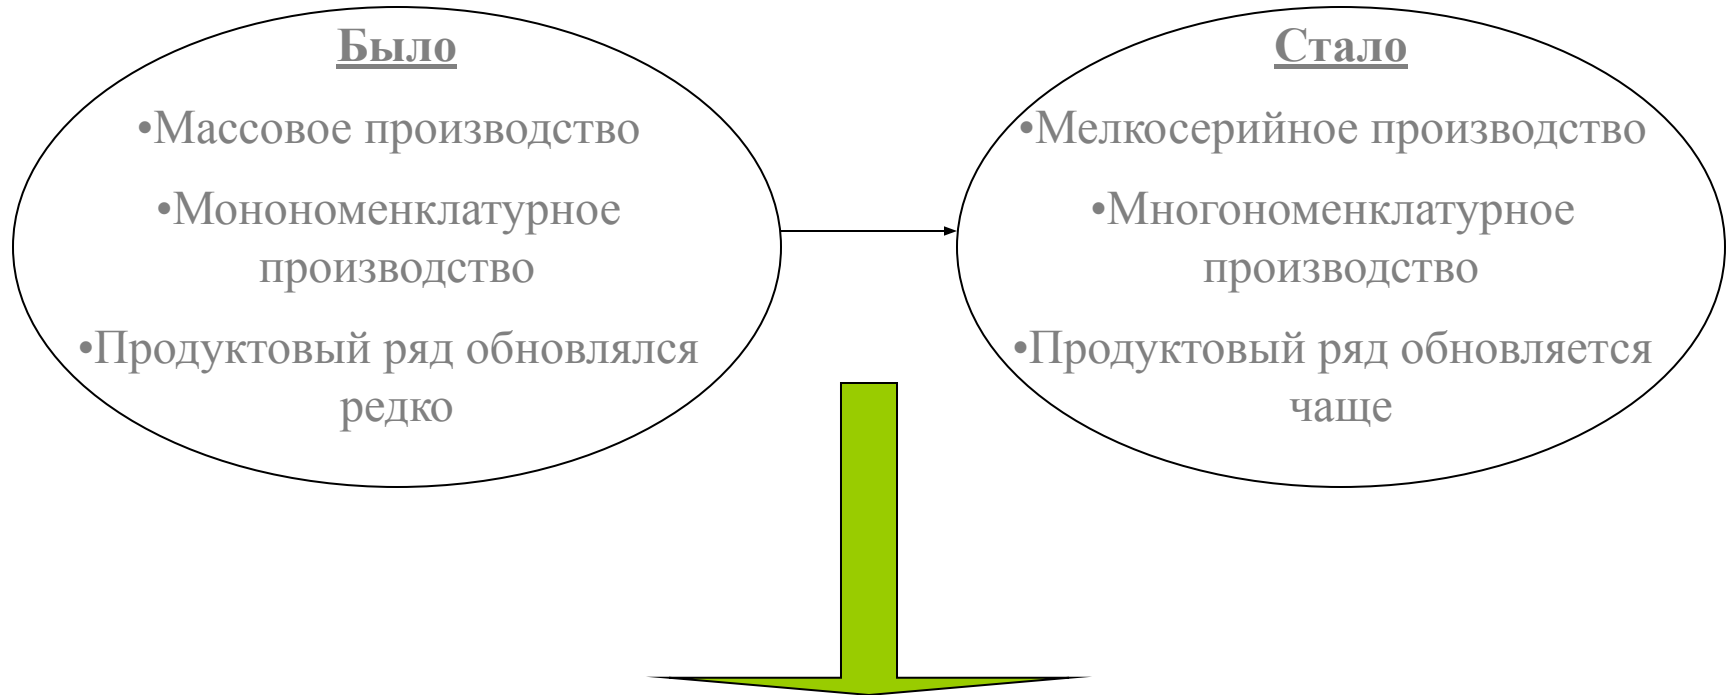 Было
•Массовое производство
•Мономенклатурное
производство
•Продуктовый ряд обновлялся
редко
Стало
•Мелкосерийное производство
•Многономенклатурное
производство
•Продуктовый ряд обновляется
чаще